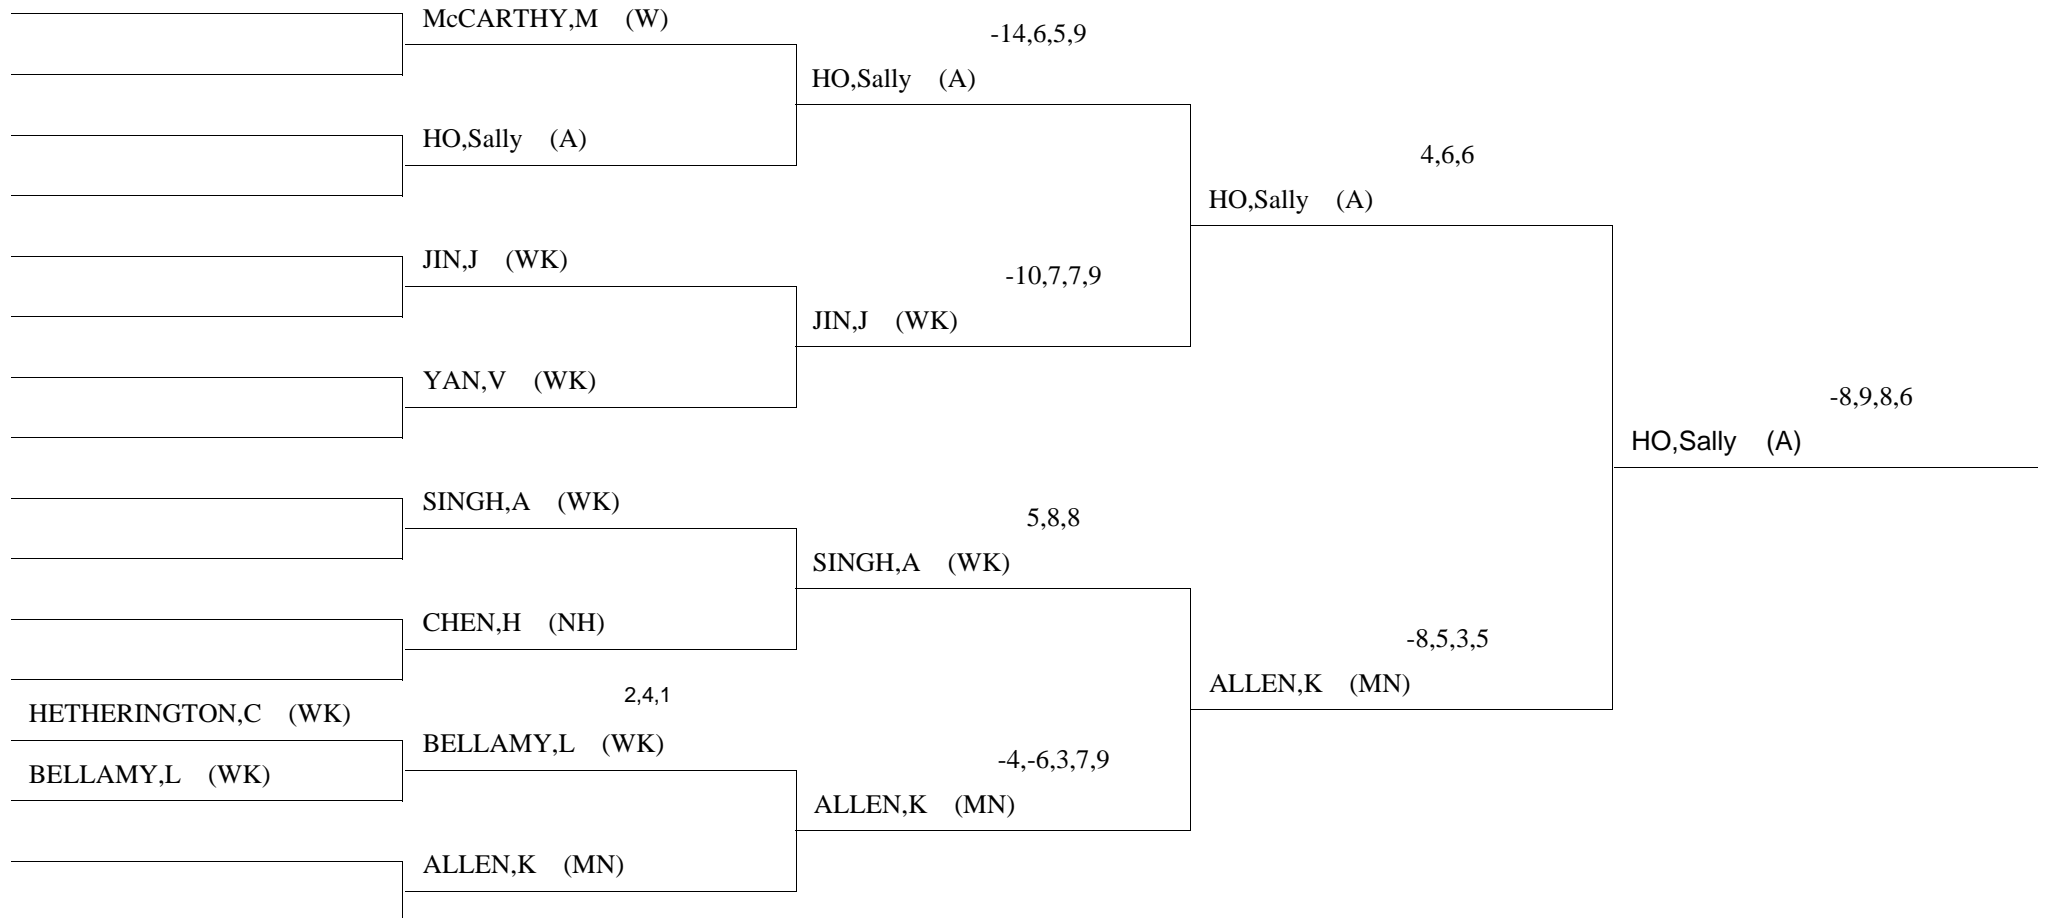 McCARTHY,M (W)
-14,6,5,9
HO,Sally (A)
HO,Sally (A)
4,6,6
HO,Sally (A)
JIN,J (WK)
-10,7,7,9
JIN,J (WK)
YAN,V (WK)
-8,9,8,6
HO,Sally (A)
SINGH,A (WK)
5,8,8
SINGH,A (WK)
CHEN,H (NH)
-8,5,3,5
ALLEN,K (MN)
2,4,1
HETHERINGTON,C (WK)
BELLAMY,L (WK)
BELLAMY,L (WK)
-4,-6,3,7,9
ALLEN,K (MN)
ALLEN,K (MN)